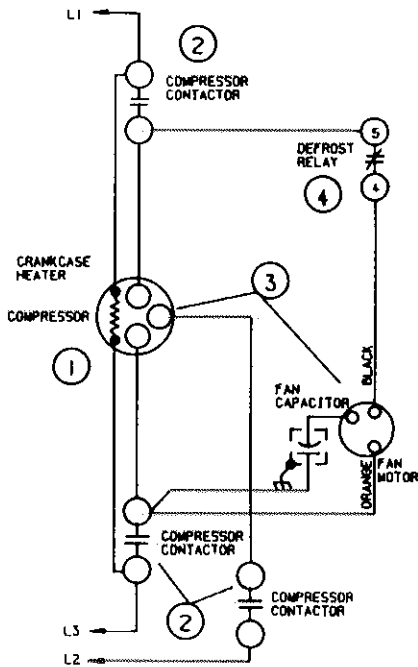 L1
2
COMPRESSOR
CONTACTOR
5
DEFROST
RELAY
4
4
CRANKCASE
HEATER
3
COMPRESSOR
1
BLACK
FAN
CAPACITOR
ORANGE
FAN
MOTOR
COMPRESSOR
CONTACTOR
2
COMPRESSOR
CONTACTOR
L3
L2